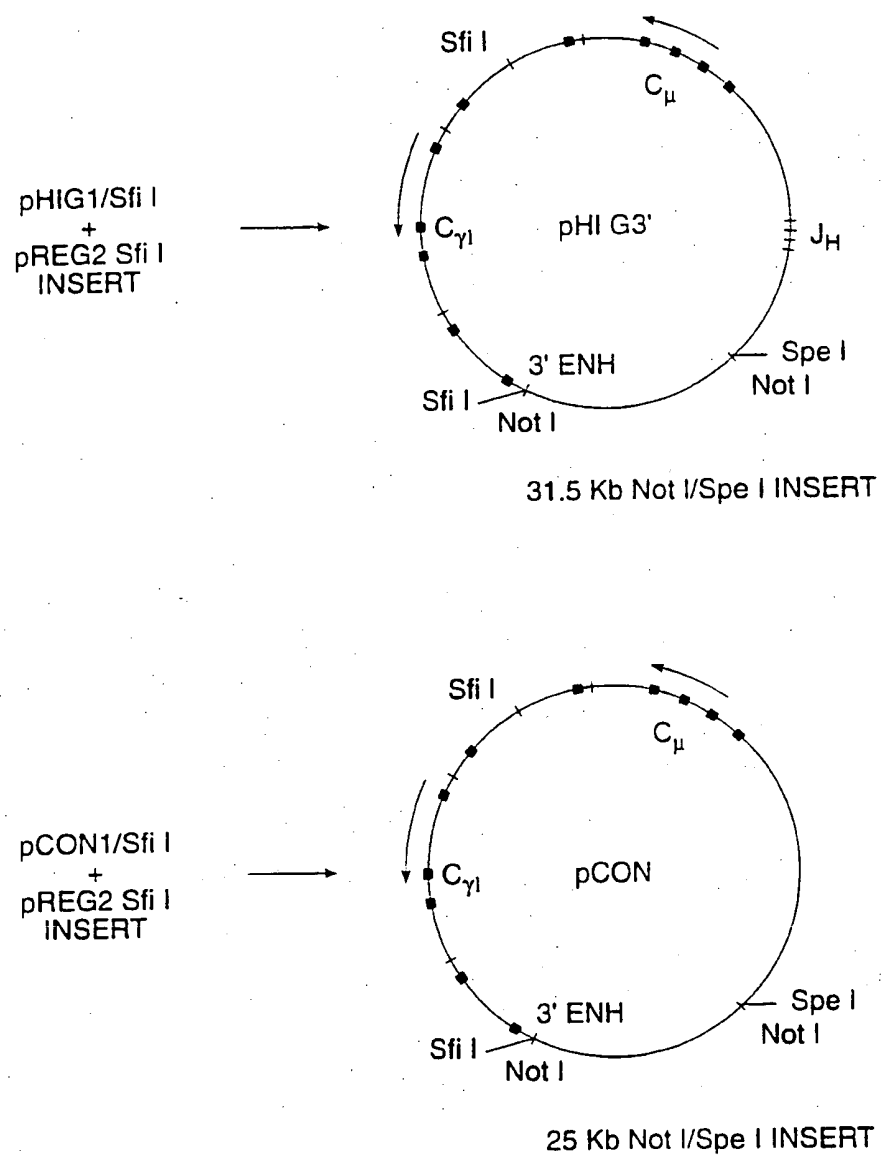 Sfi I
Cμ
pHIG1/Sfi I
+
pREG2 Sfi I
INSERT
Cγ1
pHI G3'
JH
3' ENH
Spe I
Not I
Sfi I
Not I
31.5 Kb Not I/Spe I INSERT
Sfi I
Cμ
pCON1/Sfi I
+
pREG2 Sfi I
INSERT
Cγ1
pCON
3' ENH
Spe I
Not I
Sfi I
Not I
25 Kb Not I/Spe I INSERT